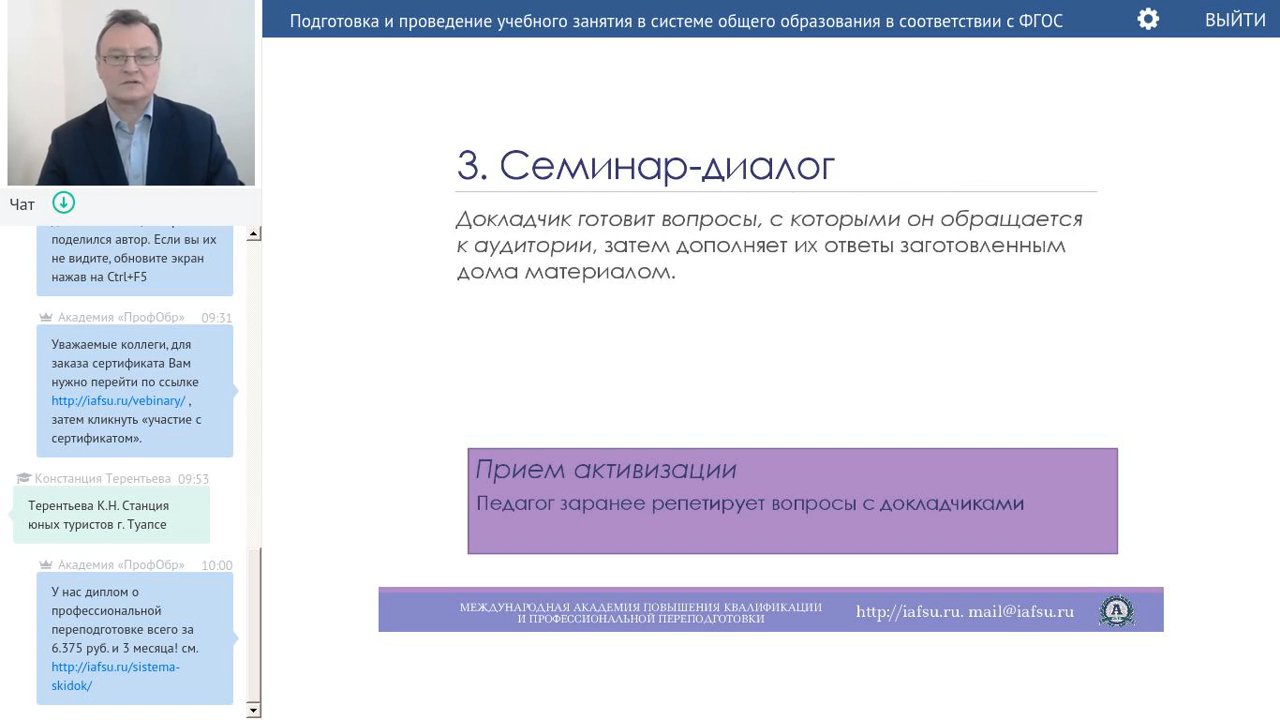 Подготовка и проведение учебного занятия в системе общего образования в соответствии с ФГОС
ВЫЙТИ
Чат
поделился автор. Если вы их
не видите, обновите экран
нажав на Ctrl+F5
Академия «ПрофОбр» 09:31
Уважаемые коллеги, для
заказа сертификата Вам
нужно перейти по ссылке
http://iafsu.ru/vebinary/ ,
затем кликнуть «участие с
сертификатом».
Констанция Терентьева 09:53
Терентьева К.Н. Станция
юных туристов г. Туапсе
Академия «ПрофОбр» 10:00
У нас диплом о
профессиональной
переподготовке всего за
6.375 руб. и 3 месяца! см.
http://iafsu.ru/sistema-
skidok/
3. Семинар-диалог
Докладчик готовит вопросы, с которыми он обращается
к аудитории, затем дополняет их ответы заготовленным
дома материалом.
Прием активизации
Педагог заранее репетирует вопросы с докладчиками
МЕЖДУНАРОДНАЯ АКАДЕМИЯ ПОВЫШЕНИЯ КВАЛИФИКАЦИИ
И ПРОФЕССИОНАЛЬНОЙ ПЕРЕПОДГОТОВКИ
http://iafsu.ru. mail@iafsu.ru